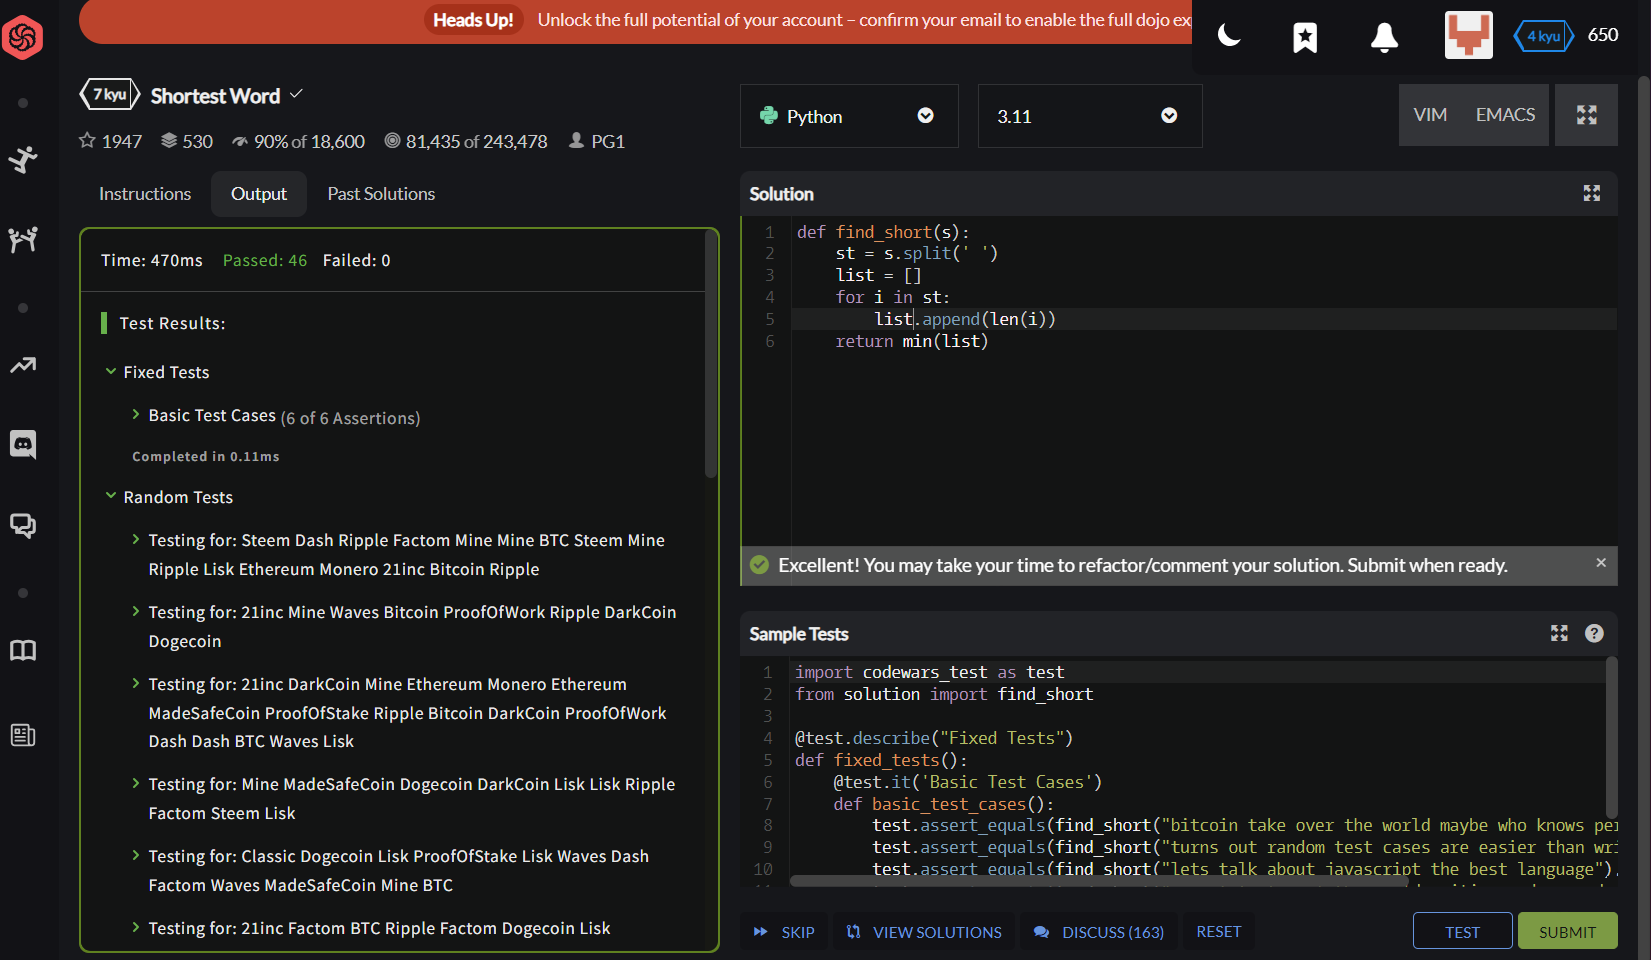 Heads Up! Unlock the full potential of your account – confirm your email to enable the full dojo
4 kyu 650
7 kyu Shortest Word
1947 530 90% of 18,600 81,435 of 243,478 PG1
Instructions Output Past Solutions
Time: 470ms Passed: 46 Failed: 0
Test Results:
Fixed Tests
Basic Test Cases (6 of 6 Assertions)
Completed in 0.11ms
Random Tests
Testing for: Steem Dash Ripple Factom Mine Mine BTC Steem Mine
Ripple Lisk Ethereum Monero 21inc Bitcoin Ripple
Testing for: 21inc Mine Waves Bitcoin ProofOfWork Ripple DarkCoin
Dogecoin
Testing for: 21inc DarkCoin Mine Ethereum Monero Ethereum
MadeSafeCoin ProofOfStake Ripple Bitcoin DarkCoin ProofOfWork
Dash Dash BTC Waves Lisk
Testing for: Mine MadeSafeCoin Dogecoin DarkCoin Lisk Lisk Ripple
Factom Steem Lisk
Testing for: Classic Dogecoin Lisk ProofOfStake Lisk Waves Dash
Factom Waves MadeSafeCoin Mine BTC
Testing for: 21inc Factom BTC Ripple Factom Dogecoin Lisk
Python 3.11 VIM EMACS
Solution
1 def find_short(s):
2 st = s.split(' ')
3 list = []
4 for i in st:
5 list.append(len(i))
6 return min(list)
Excellent! You may take your time to refactor/comment your solution. Submit when ready.
Sample Tests
1 import codewars_test as test
2 from solution import find_short
3
4 @test.describe("Fixed Tests")
5 def fixed_tests():
6 @test.it('Basic Test Cases')
7 def basic_test_cases():
8 test.assert_equals(find_short("bitcoin take over the world maybe who knows
9 test.assert_equals(find_short("turns out random test cases are easier than
10 test.assert_equals(find_short("lets talk about javascript the best language"),
SKIP VIEW SOLUTIONS DISCUSS (163) RESET TEST SUBMIT